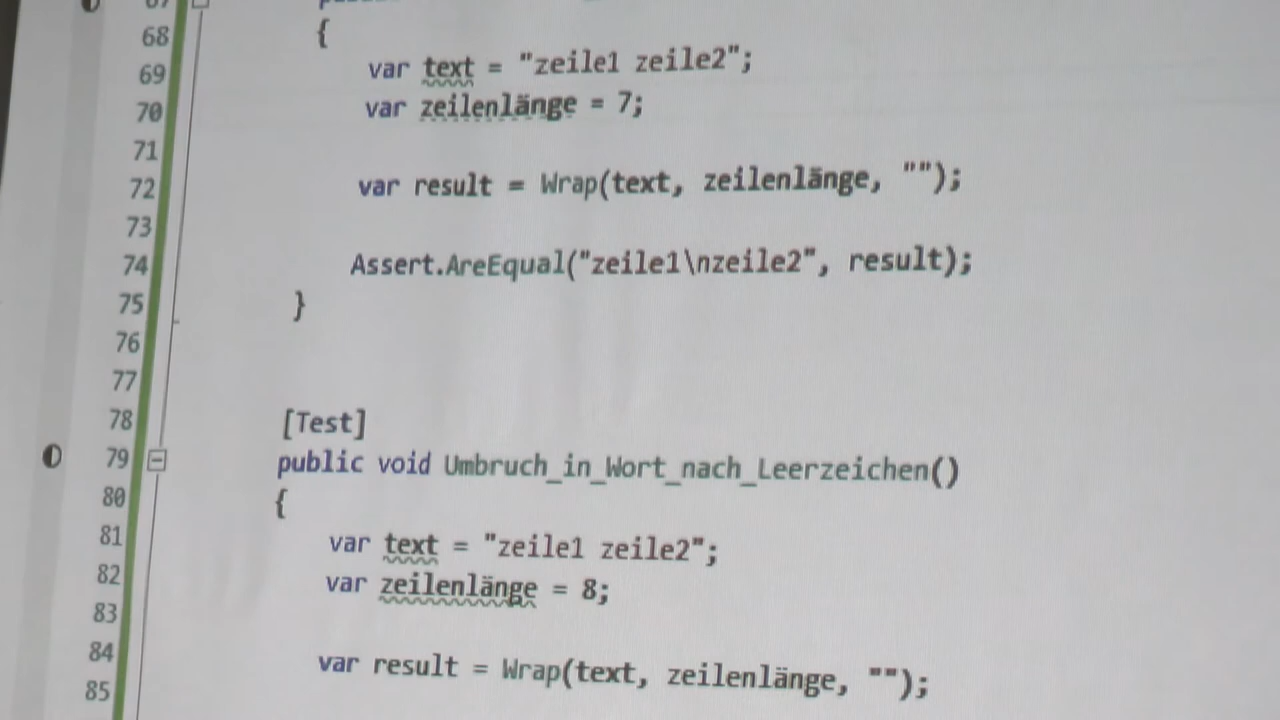 68 {
69 var text = "zeile1 zeile2";
70 var zeilenlänge = 7;
71
72 var result = Wrap(text, zeilenlänge, "");
73
74 Assert.AreEqual("zeile1\nzeile2", result);
75 }
76
77
78 [Test]
79 public void Umbruch_in_Wort_nach_Leerzeichen()
80 {
81 var text = "zeile1 zeile2";
82 var zeilenlänge = 8;
83
84 var result = Wrap(text, zeilenlänge, "");
85